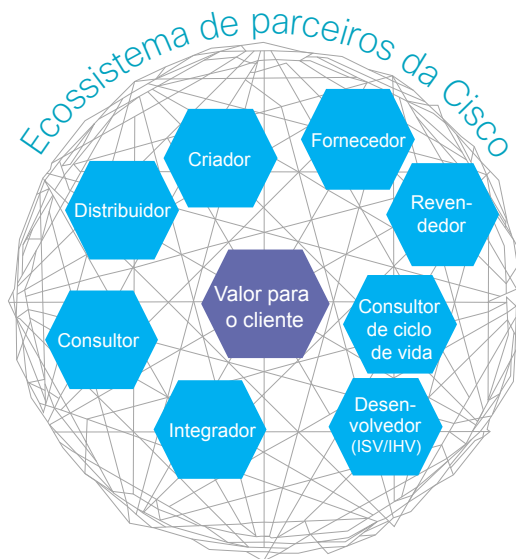 Ecossistema de parceiros da Cisco
Fornecedor
Criador
Distribuidor
Reven-
dedor
Valor para
o cliente
Consultor
de ciclo
de vida
Consultor
Integrador
Desen-
volvedor
(ISV/IHV)